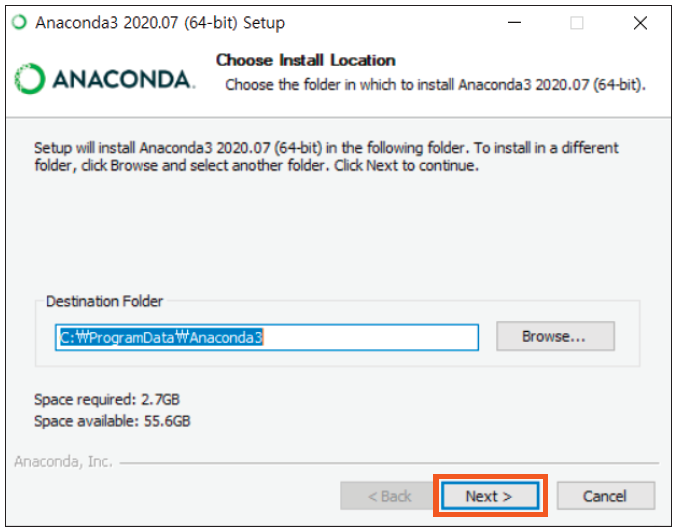 Anaconda3 2020.07 (64-bit) Setup
Choose Install Location
ANACONDA.
Choose the folder in which to install Anaconda3 2020.07 (64-bit).
Setup will install Anaconda3 2020.07 (64-bit) in the following folder. To install in a different
folder, click Browse and select another folder. Click Next to continue.
Destination Folder
C:₩ProgramData₩Anaconda3
Browse...
Space required: 2.7GB
Space available: 55.6GB
Anaconda, Inc.
< Back
Next >
Cancel